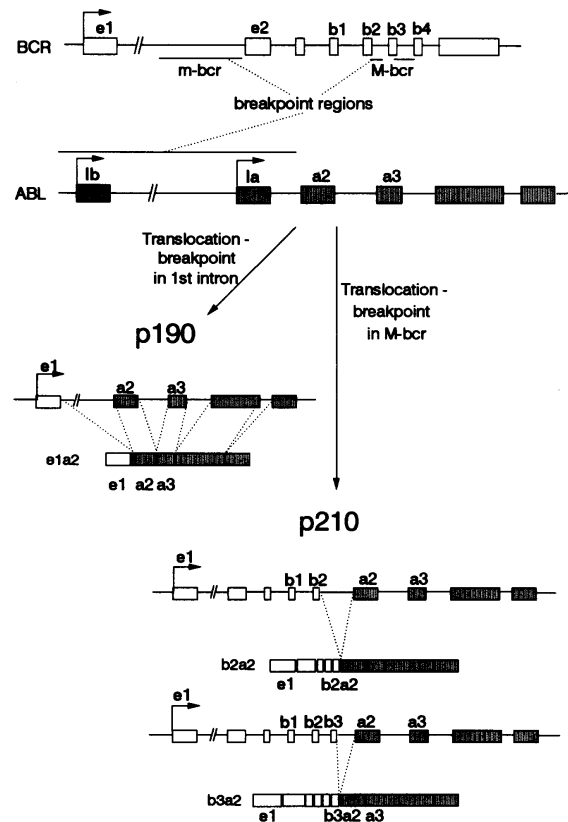 e1 e2 b1 b2 b3 b4
BCR
m-bcr M-bcr
breakpoint regions
Ib Ia a2 a3
ABL
Translocation -
breakpoint
in 1st intron
Translocation -
breakpoint
in M-bcr
p190
e1
a2 a3
e1a2
e1 a2 a3
p210
e1
b1 b2 a2 a3
b2a2
e1 b2a2
e1
b1 b2 b3 a2 a3
b3a2
e1 b3a2 a3